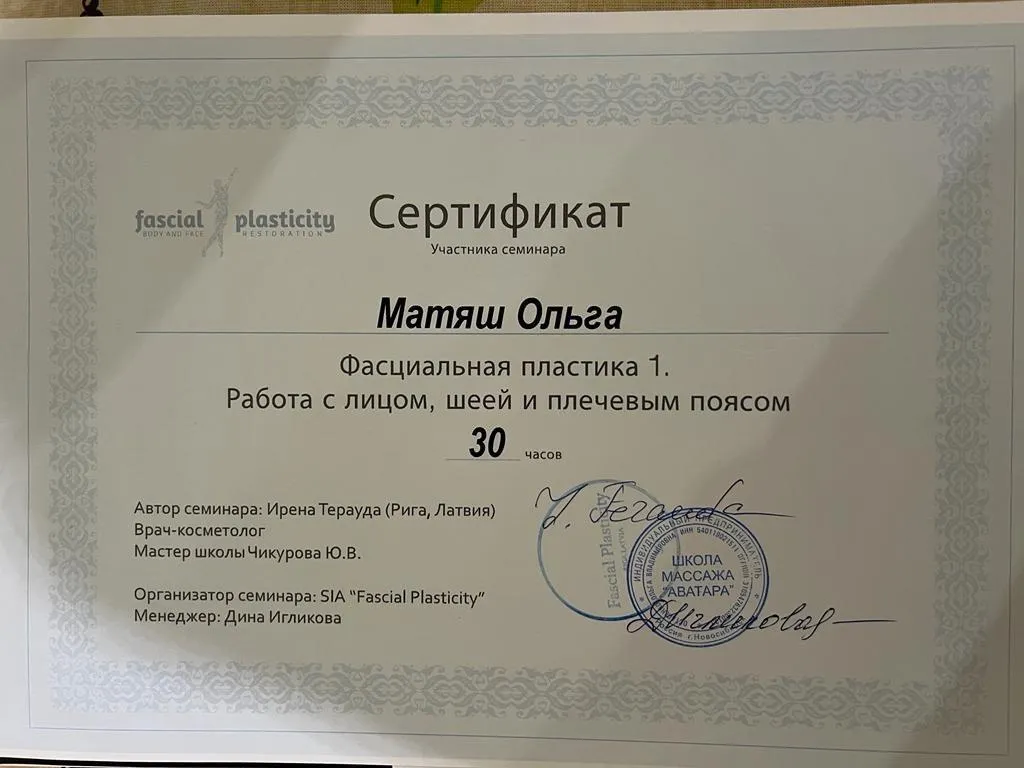 fascial plasticity
BODY AND FACE RESTORATION
Сертификат
Участника семинара
Матяш Ольга
Фасциальная пластика 1.
Работа с лицом, шеей и плечевым поясом
30 часов
Автор семинара: Ирена Терауда (Рига, Латвия)
Врач-косметолог
Мастер школы Чикурова Ю.В.
Организатор семинара: SIA "Fascial Plasticity"
Менеджер: Дина Игликова
Fascial Plasticity
ИНДИВИДУАЛЬНЫЙ ПРЕДПРИНИМАТЕЛЬ
ШКОЛА
МАССАЖА
"АВАТАРА"